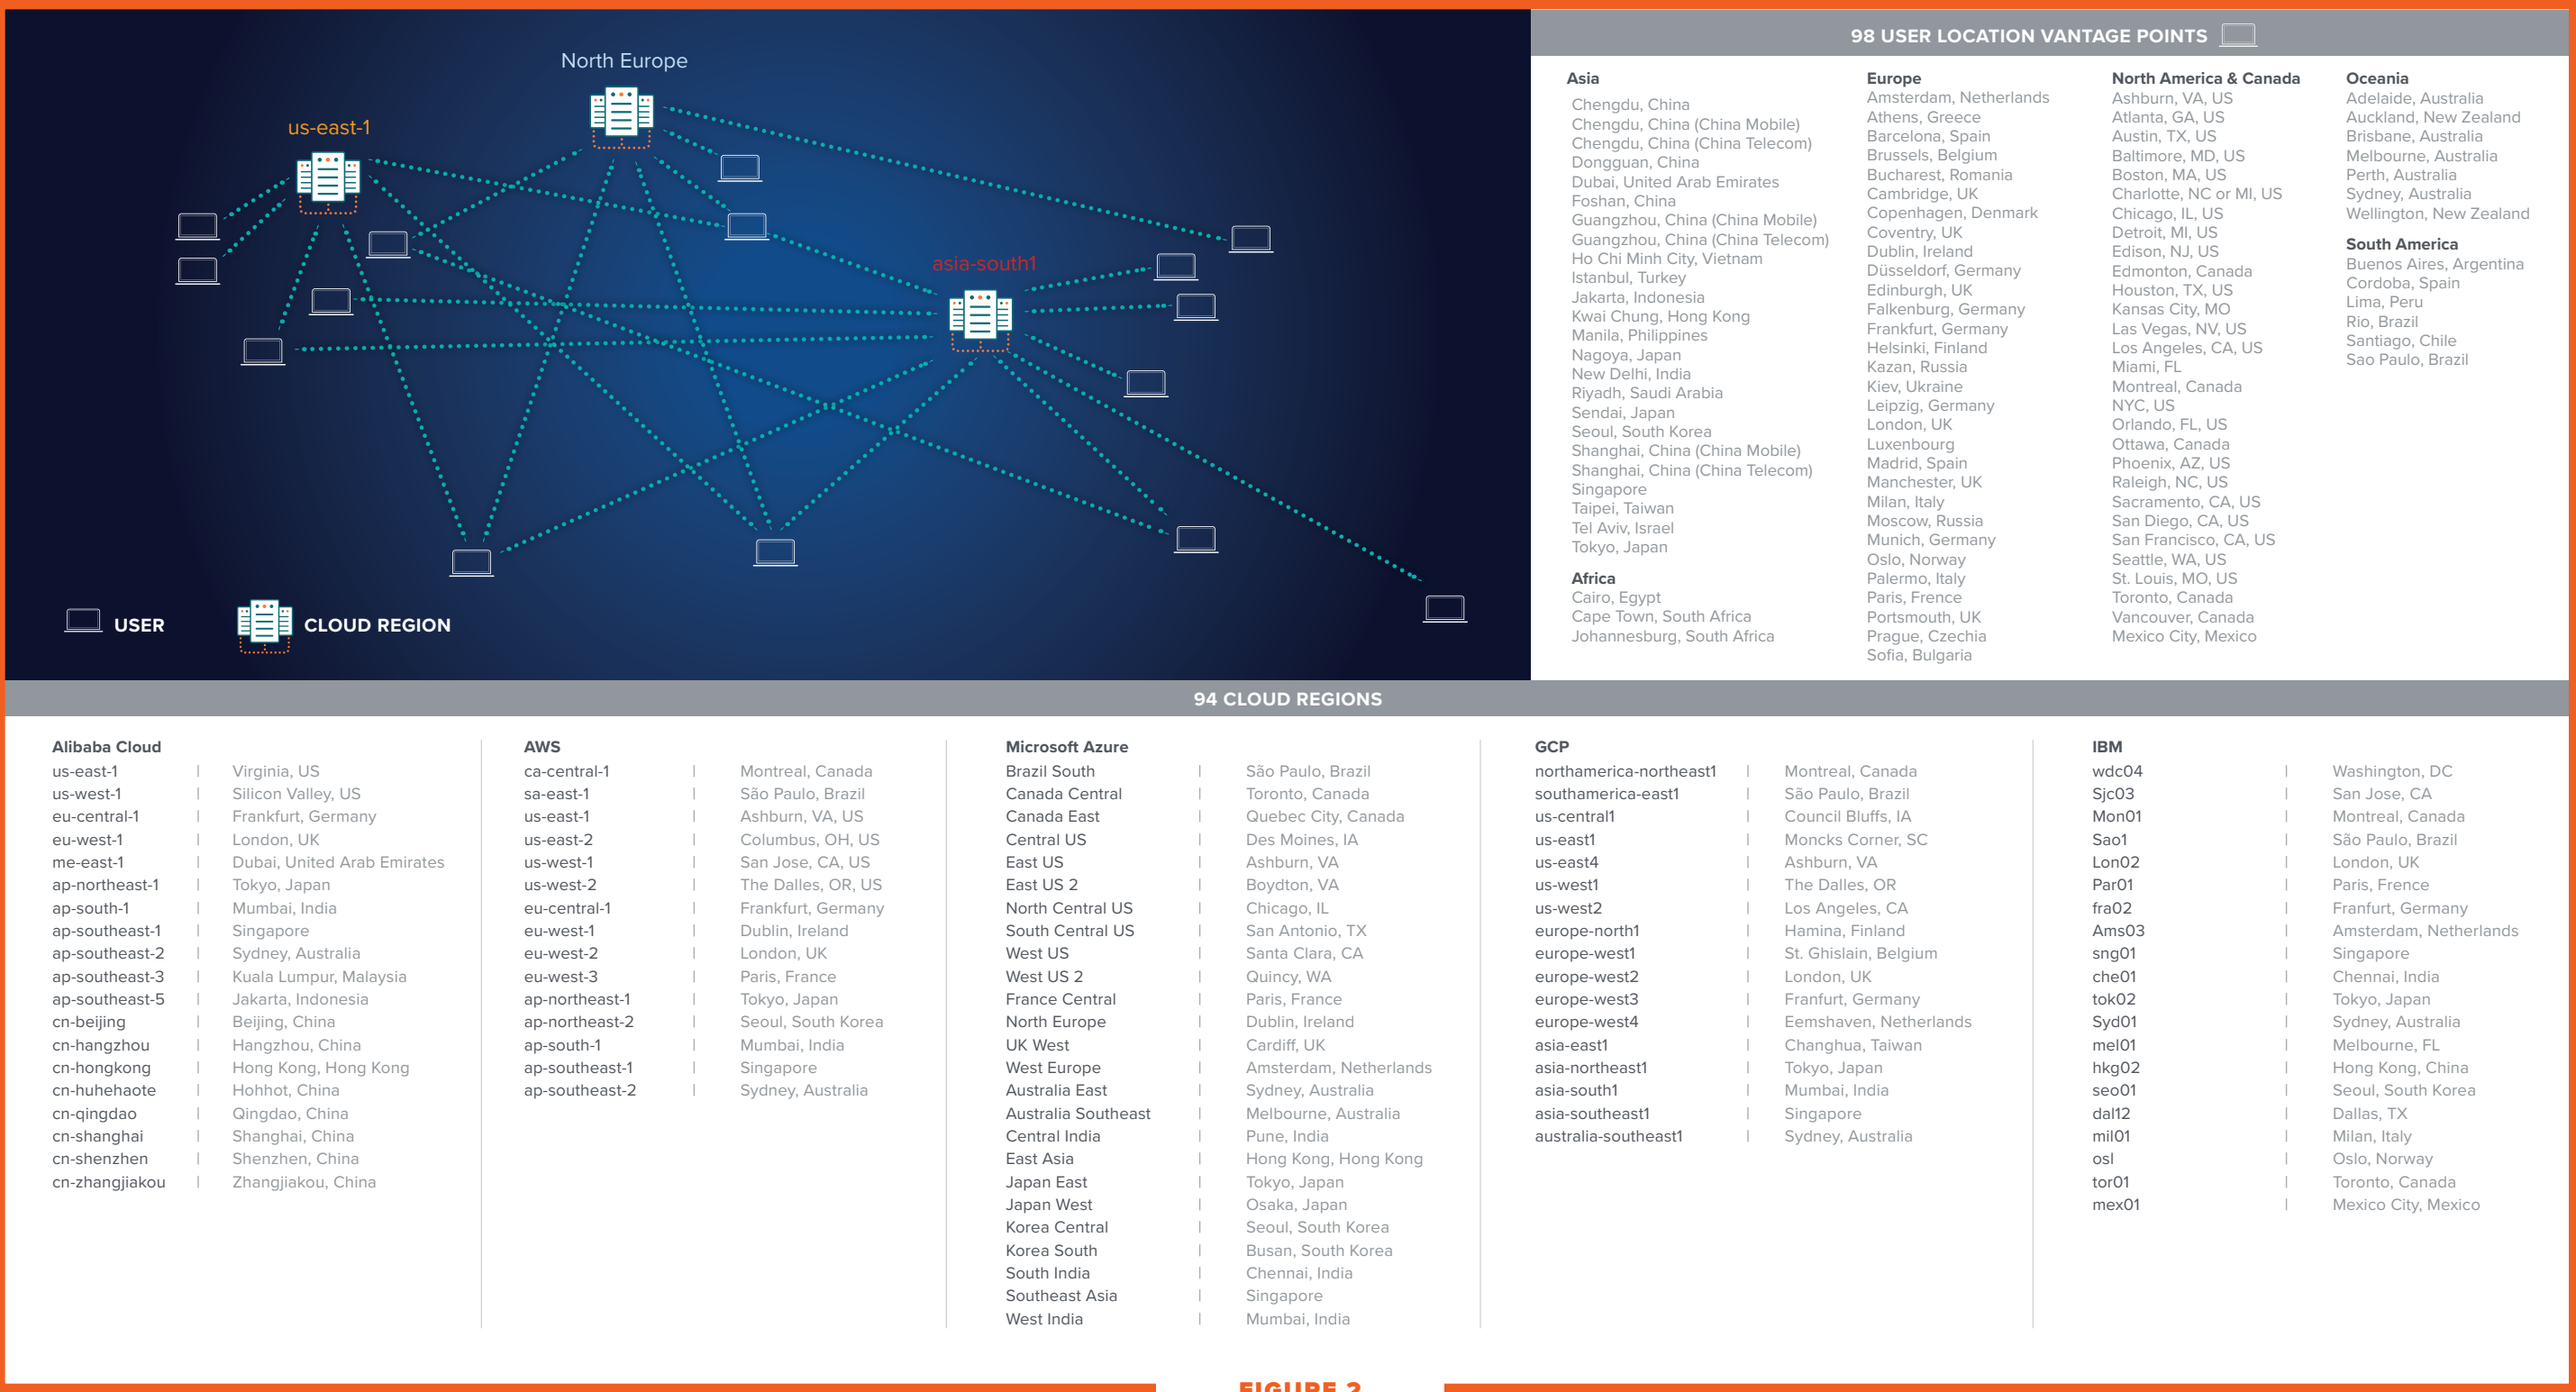 North Europe
us-east-1
asia-south1
USER
CLOUD REGION
98 USER LOCATION VANTAGE POINTS
Asia
Chengdu, China
Chengdu, China (China Mobile)
Chengdu, China (China Telecom)
Dongguan, China
Dubai, United Arab Emirates
Foshan, China
Guangzhou, China (China Mobile)
Guangzhou, China (China Telecom)
Ho Chi Minh City, Vietnam
Istanbul, Turkey
Jakarta, Indonesia
Kwai Chung, Hong Kong
Manila, Philippines
Nagoya, Japan
New Delhi, India
Riyadh, Saudi Arabia
Sendai, Japan
Seoul, South Korea
Shanghai, China (China Mobile)
Shanghai, China (China Telecom)
Singapore
Taipei, Taiwan
Tel Aviv, Israel
Tokyo, Japan
Africa
Cairo, Egypt
Cape Town, South Africa
Johannesburg, South Africa
Europe
Amsterdam, Netherlands
Athens, Greece
Barcelona, Spain
Brussels, Belgium
Bucharest, Romania
Cambridge, UK
Copenhagen, Denmark
Coventry, UK
Dublin, Ireland
Düsseldorf, Germany
Edinburgh, UK
Falkenburg, Germany
Frankfurt, Germany
Helsinki, Finland
Kazan, Russia
Kiev, Ukraine
Leipzig, Germany
London, UK
Luxenbourg
Madrid, Spain
Manchester, UK
Milan, Italy
Moscow, Russia
Munich, Germany
Oslo, Norway
Palermo, Italy
Paris, Frence
Portsmouth, UK
Prague, Czechia
Sofia, Bulgaria
North America & Canada
Ashburn, VA, US
Atlanta, GA, US
Austin, TX, US
Baltimore, MD, US
Boston, MA, US
Charlotte, NC or MI, US
Chicago, IL, US
Detroit, MI, US
Edison, NJ, US
Edmonton, Canada
Houston, TX, US
Kansas City, MO
Las Vegas, NV, US
Los Angeles, CA, US
Miami, FL
Montreal, Canada
NYC, US
Orlando, FL, US
Ottawa, Canada
Phoenix, AZ, US
Raleigh, NC, US
Sacramento, CA, US
San Diego, CA, US
San Francisco, CA, US
Seattle, WA, US
St. Louis, MO, US
Toronto, Canada
Vancouver, Canada
Mexico City, Mexico
Oceania
Adelaide, Australia
Auckland, New Zealand
Brisbane, Australia
Melbourne, Australia
Perth, Australia
Sydney, Australia
Wellington, New Zealand
South America
Buenos Aires, Argentina
Cordoba, Spain
Lima, Peru
Rio, Brazil
Santiago, Chile
Sao Paulo, Brazil
94 CLOUD REGIONS
Alibaba Cloud
us-east-1 | Virginia, US
us-west-1 | Silicon Valley, US
eu-central-1 | Frankfurt, Germany
eu-west-1 | London, UK
me-east-1 | Dubai, United Arab Emirates
ap-northeast-1 | Tokyo, Japan
ap-south-1 | Mumbai, India
ap-southeast-1 | Singapore
ap-southeast-2 | Sydney, Australia
ap-southeast-3 | Kuala Lumpur, Malaysia
ap-southeast-5 | Jakarta, Indonesia
cn-beijing | Beijing, China
cn-hangzhou | Hangzhou, China
cn-hongkong | Hong Kong, Hong Kong
cn-huhehaote | Hohhot, China
cn-qingdao | Qingdao, China
cn-shanghai | Shanghai, China
cn-shenzhen | Shenzhen, China
cn-zhangjiakou | Zhangjiakou, China
AWS
ca-central-1 | Montreal, Canada
sa-east-1 | São Paulo, Brazil
us-east-1 | Ashburn, VA, US
us-east-2 | Columbus, OH, US
us-west-1 | San Jose, CA, US
us-west-2 | The Dalles, OR, US
eu-central-1 | Frankfurt, Germany
eu-west-1 | Dublin, Ireland
eu-west-2 | London, UK
eu-west-3 | Paris, France
ap-northeast-1 | Tokyo, Japan
ap-northeast-2 | Seoul, South Korea
ap-south-1 | Mumbai, India
ap-southeast-1 | Singapore
ap-southeast-2 | Sydney, Australia
Microsoft Azure
Brazil South | São Paulo, Brazil
Canada Central | Toronto, Canada
Canada East | Quebec City, Canada
Central US | Des Moines, IA
East US | Ashburn, VA
East US 2 | Boydton, VA
North Central US | Chicago, IL
South Central US | San Antonio, TX
West US | Santa Clara, CA
West US 2 | Quincy, WA
France Central | Paris, France
North Europe | Dublin, Ireland
UK West | Cardiff, UK
West Europe | Amsterdam, Netherlands
Australia East | Sydney, Australia
Australia Southeast | Melbourne, Australia
Central India | Pune, India
East Asia | Hong Kong, Hong Kong
Japan East | Tokyo, Japan
Japan West | Osaka, Japan
Korea Central | Seoul, South Korea
Korea South | Busan, South Korea
South India | Chennai, India
Southeast Asia | Singapore
West India | Mumbai, India
GCP
northamerica-northeast1 | Montreal, Canada
southamerica-east1 | São Paulo, Brazil
us-central1 | Council Bluffs, IA
us-east1 | Moncks Corner, SC
us-east4 | Ashburn, VA
us-west1 | The Dalles, OR
us-west2 | Los Angeles, CA
europe-north1 | Hamina, Finland
europe-west1 | St. Ghislain, Belgium
europe-west2 | London, UK
europe-west3 | Franfurt, Germany
europe-west4 | Eemshaven, Netherlands
asia-east1 | Changhua, Taiwan
asia-northeast1 | Tokyo, Japan
asia-south1 | Mumbai, India
asia-southeast1 | Singapore
australia-southeast1 | Sydney, Australia
IBM
wdc04 | Washington, DC
Sjc03 | San Jose, CA
Mon01 | Montreal, Canada
Sao1 | São Paulo, Brazil
Lon02 | London, UK
Par01 | Paris, Frence
fra02 | Franfurt, Germany
Ams03 | Amsterdam, Netherlands
sng01 | Singapore
che01 | Chennai, India
tok02 | Tokyo, Japan
Syd01 | Sydney, Australia
mel01 | Melbourne, FL
hkg02 | Hong Kong, China
seo01 | Seoul, South Korea
dal12 | Dallas, TX
mil01 | Milan, Italy
osl | Oslo, Norway
tor01 | Toronto, Canada
mex01 | Mexico City, Mexico
FIGURE 2